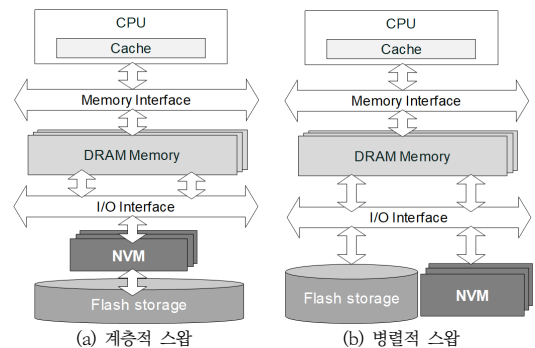 CPU
Cache
Memory Interface
DRAM Memory
I/O Interface
NVM
Flash storage
(a) 계층적 스왑
CPU
Cache
Memory Interface
DRAM Memory
I/O Interface
Flash storage
NVM
(b) 병렬적 스왑